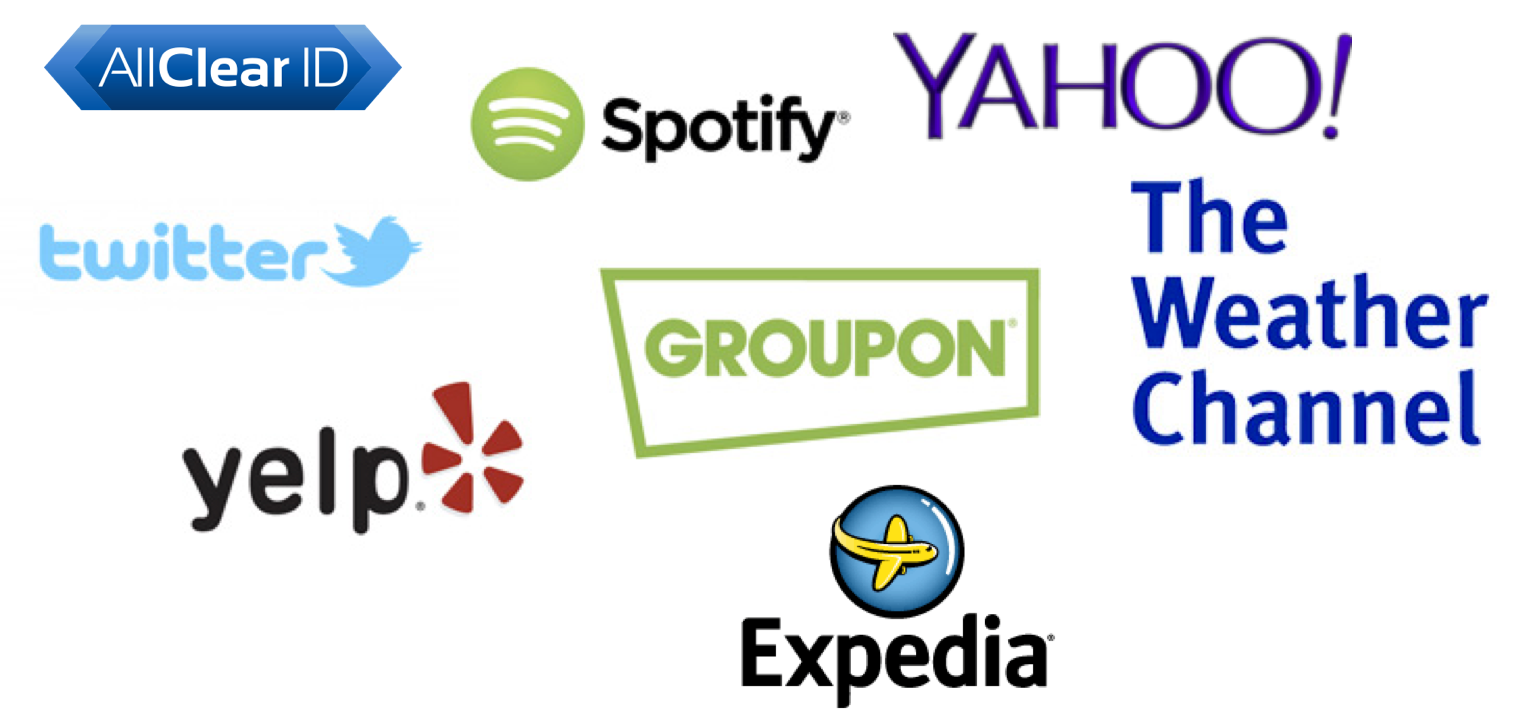 AllClear ID
Spotify®
YAHOO!
twitter
The
Weather
Channel
GROUPON®
yelp®
Expedia®